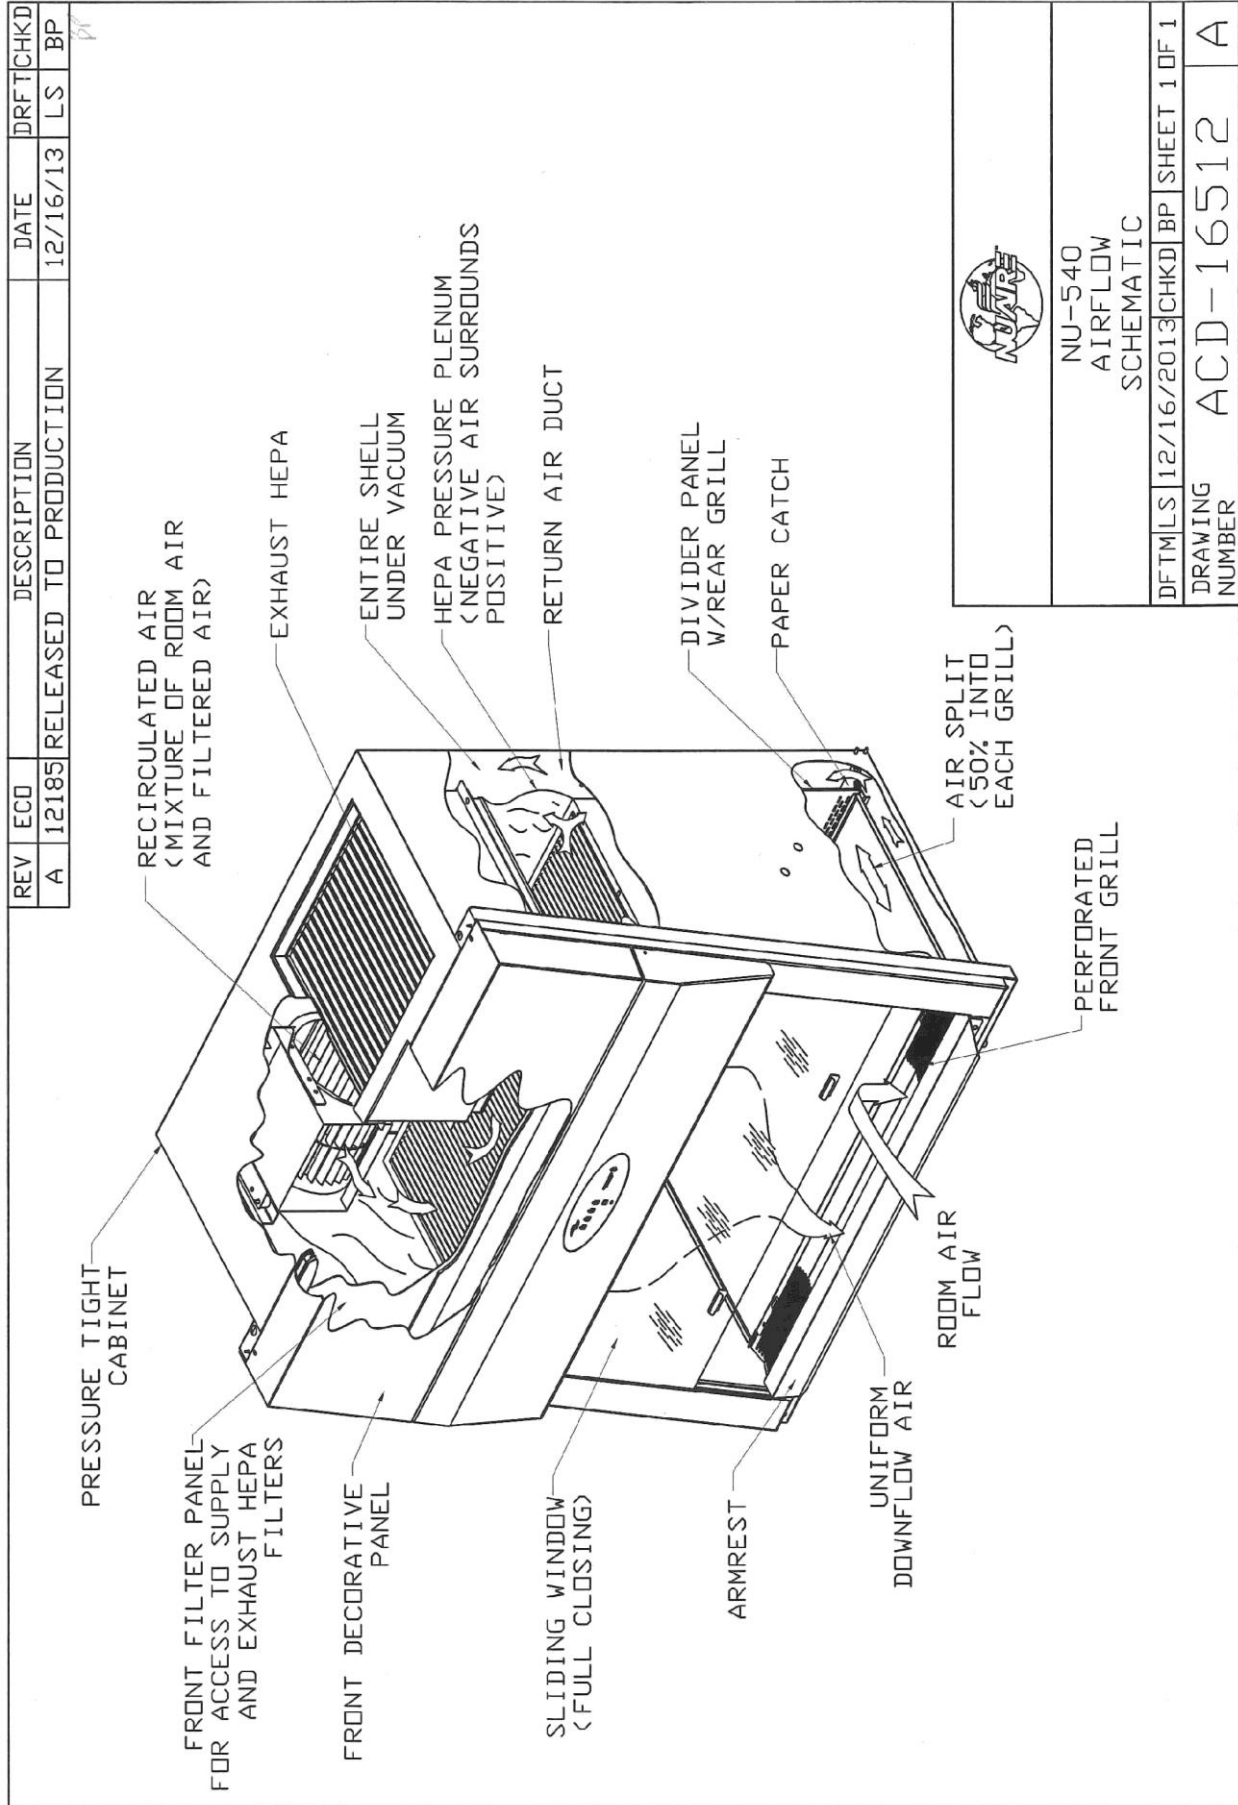 REV ECO DESCRIPTION DATE DRFT CHKD
A 12185 RELEASED TO PRODUCTION 12/16/13 LS BP
PRESSURE TIGHT
CABINET
RECIRCULATED AIR
(MIXTURE OF ROOM AIR
AND FILTERED AIR)
EXHAUST HEPA
ENTIRE SHELL
UNDER VACUUM
HEPA PRESSURE PLENUM
(NEGATIVE AIR SURROUNDS
POSITIVE)
RETURN AIR DUCT
DIVIDER PANEL
W/REAR GRILL
PAPER CATCH
AIR SPLIT
(50% INTO
EACH GRILL)
PERFORATED
FRONT GRILL
ROOM AIR
FLOW
UNIFORM
DOWNFLOW AIR
ARMREST
SLIDING WINDOW
(FULL CLOSING)
FRONT DECORATIVE
PANEL
FRONT FILTER PANEL
FOR ACCESS TO SUPPLY
AND EXHAUST HEPA
FILTERS
NUAIRE
NU-540
AIRFLOW
SCHEMATIC
DFTM LS 12/16/2013 CHKD BP SHEET 1 OF 1
DRAWING
NUMBER
ACD-16512 A